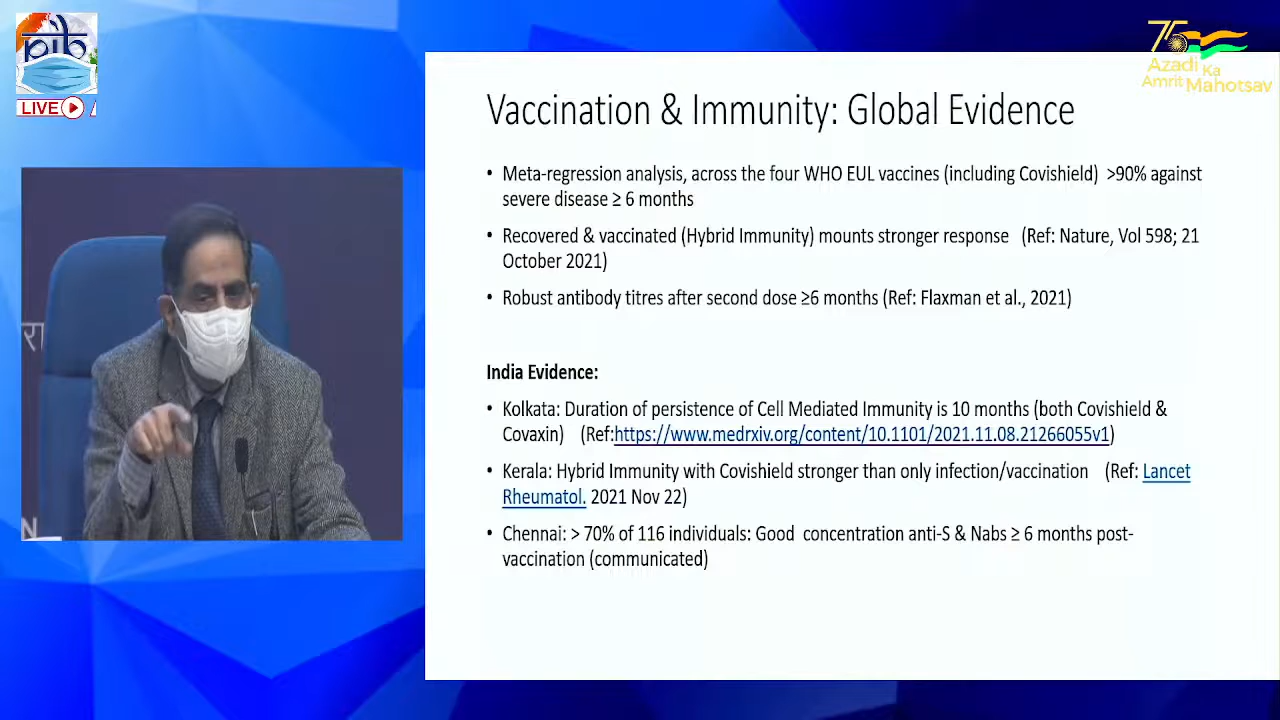 pib
LIVE
75
Azadi Ka
Amrit Mahotsav
Vaccination & Immunity: Global Evidence
• Meta-regression analysis, across the four WHO EUL vaccines (including Covishield) >90% against
severe disease ≥ 6 months
• Recovered & vaccinated (Hybrid Immunity) mounts stronger response (Ref: Nature, Vol 598; 21
October 2021)
• Robust antibody titres after second dose ≥6 months (Ref: Flaxman et al., 2021)
India Evidence:
• Kolkata: Duration of persistence of Cell Mediated Immunity is 10 months (both Covishield &
Covaxin) (Ref:https://www.medrxiv.org/content/10.1101/2021.11.08.21266055v1)
• Kerala: Hybrid Immunity with Covishield stronger than only infection/vaccination (Ref: Lancet
Rheumatol. 2021 Nov 22)
• Chennai: > 70% of 116 individuals: Good concentration anti-S & Nabs ≥ 6 months post-
vaccination (communicated)